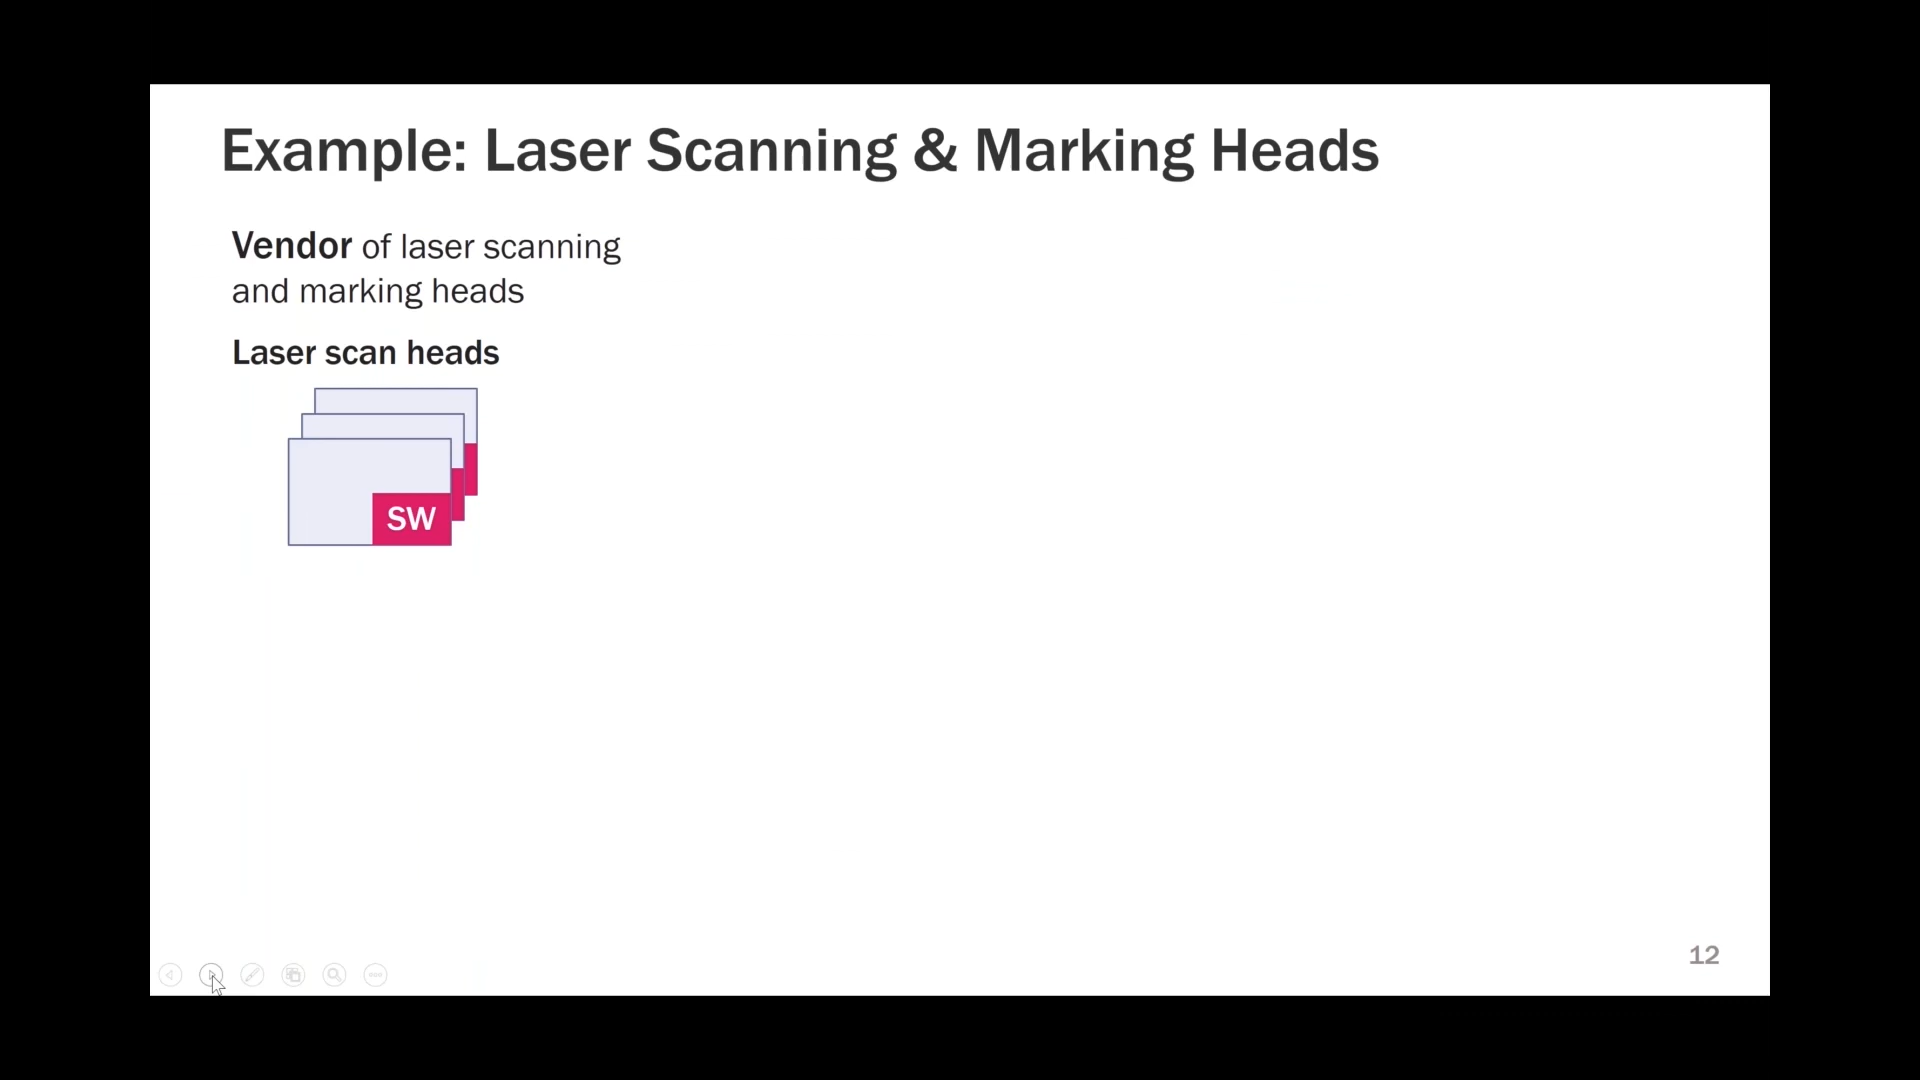 Example: Laser Scanning & Marking Heads
Vendor of laser scanning
and marking heads
Laser scan heads
SW
12